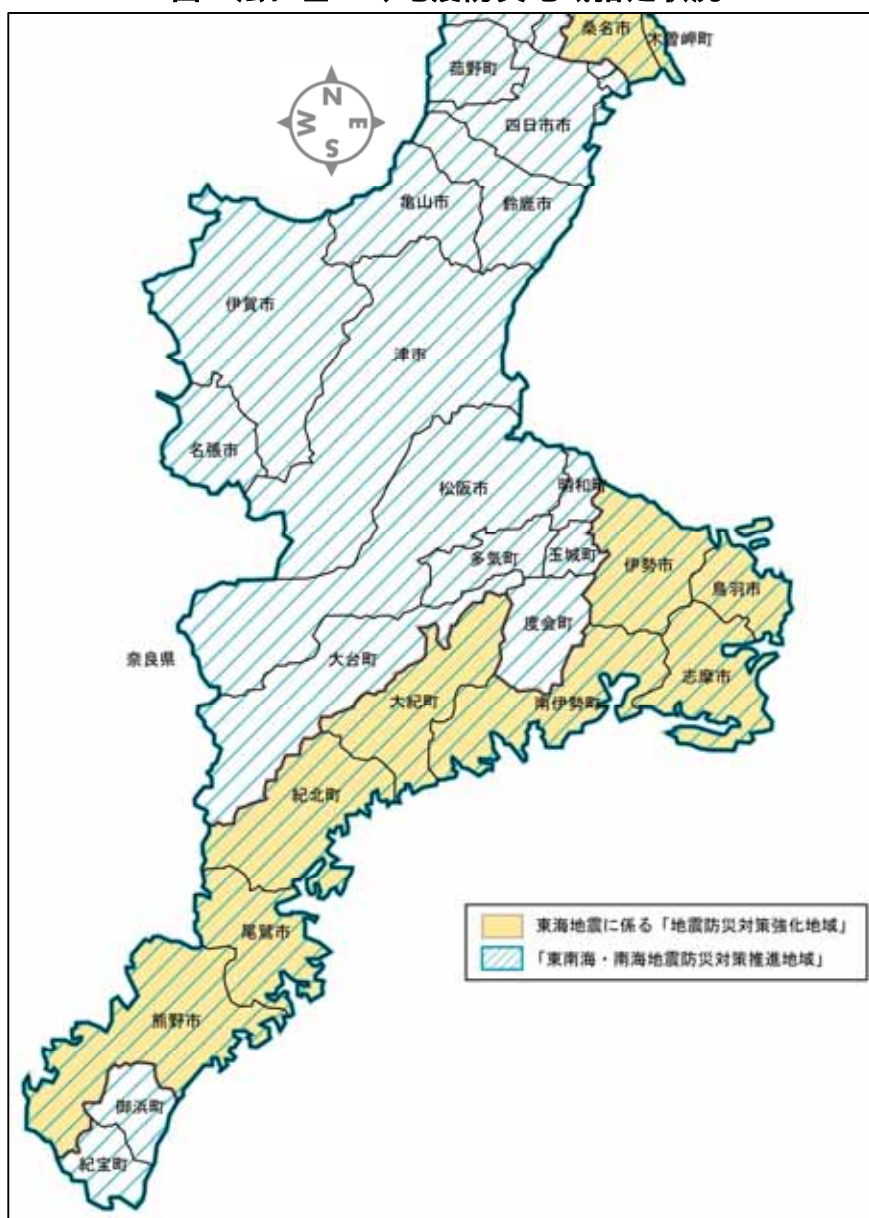 桑名市
木曽岬町
菰野町
N
W
E
S
四日市市
亀山市
鈴鹿市
伊賀市
津市
名張市
松阪市
明和町
多気町
玉城町
伊勢市
鳥羽市
度会町
奈良県
大台町
志摩市
大紀町
南伊勢町
紀北町
尾鷲市
東海地震に係る「地震防災対策強化地域」
「東南海・南海地震防災対策推進地域」
熊野市
御浜町
紀宝町